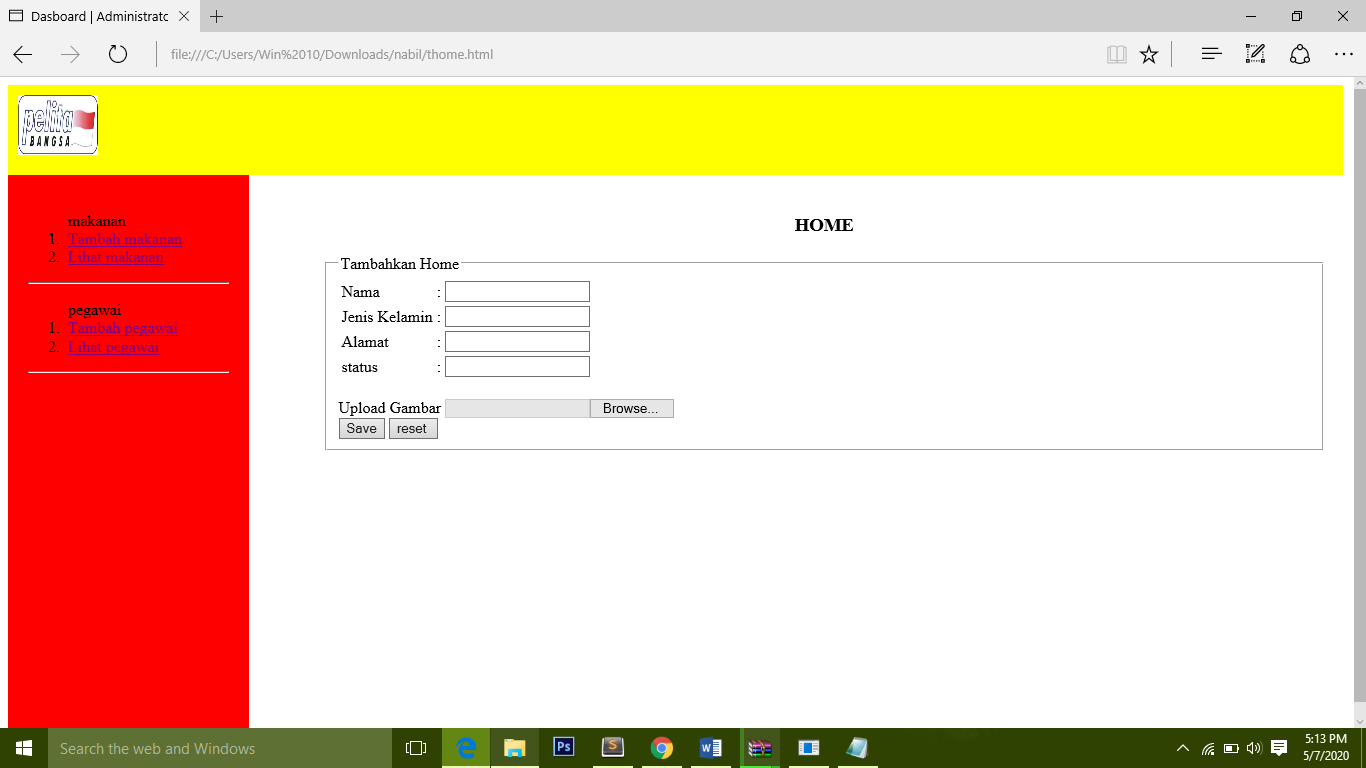 Dasboard | Administratc
file:///C:/Users/Win%2010/Downloads/nabil/thome.html
pelita
BANGSA
makanan
1. Tambah makanan
2. Lihat makanan
pegawai
1. Tambah pegawai
2. Lihat pegawai
HOME
Tambahkan Home
Nama :
Jenis Kelamin :
Alamat :
status :
Upload Gambar Browse...
Save reset
Search the web and Windows
Ps
S
W
5:13 PM
5/7/2020